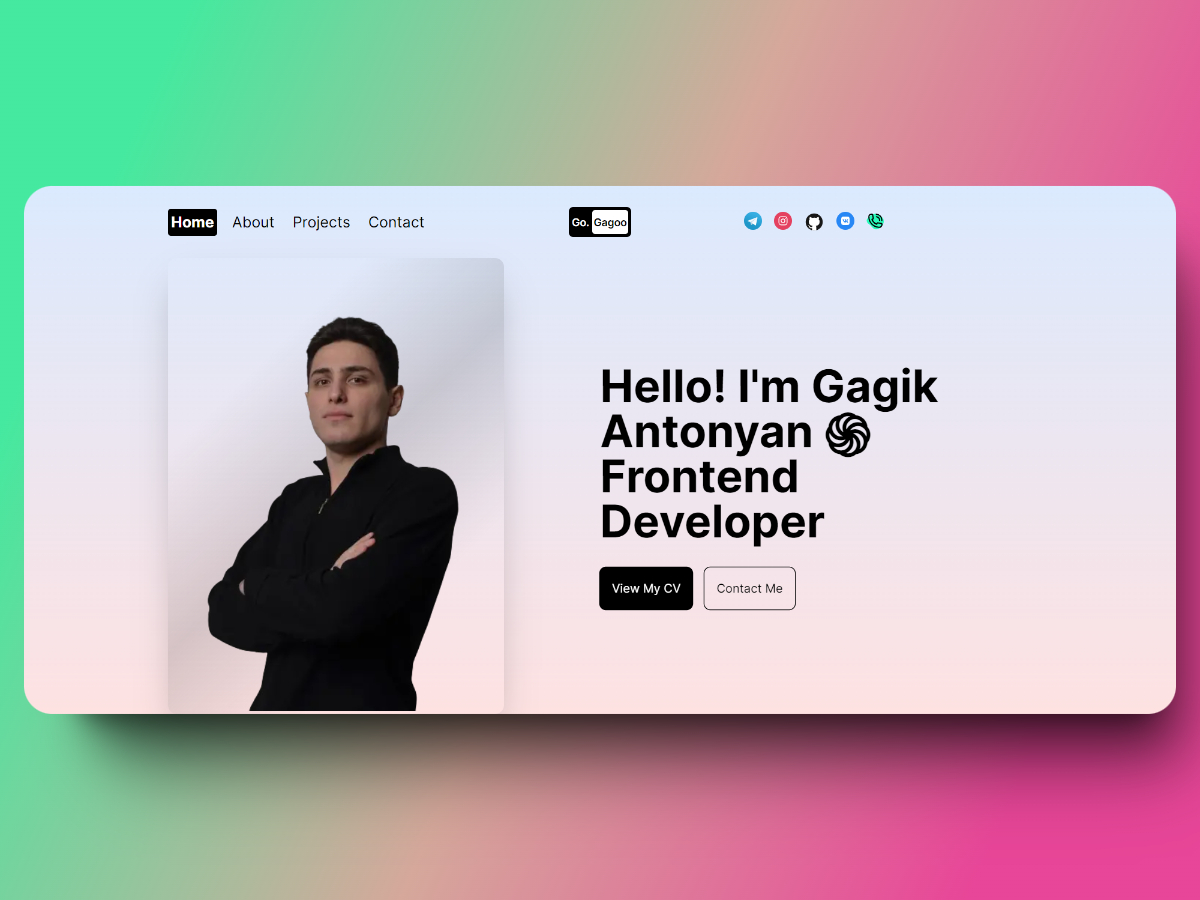 Home About Projects Contact
Go. Gagoo
Hello! I'm Gagik
Antonyan
Frontend
Developer
View My CV Contact Me